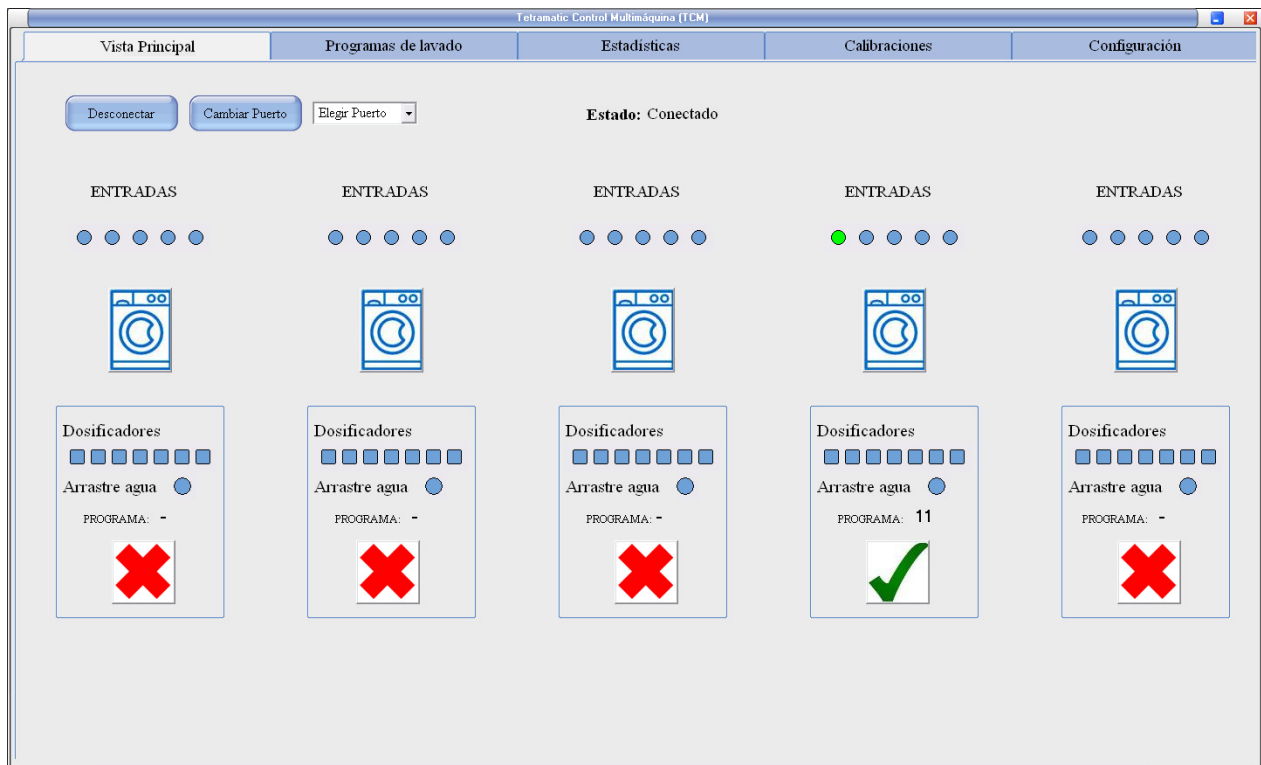 Tetramatic Control Multimáquina (TCM)
Vista Principal Programas de lavado Estadísticas Calibraciones Configuración
Desconectar Cambiar Puerto Elegir Puerto Estado: Conectado
ENTRADAS ENTRADAS ENTRADAS ENTRADAS ENTRADAS
Dosificadores Dosificadores Dosificadores Dosificadores Dosificadores
Arrastre agua Arrastre agua Arrastre agua Arrastre agua Arrastre agua
PROGRAMA: - PROGRAMA: - PROGRAMA: - PROGRAMA: 11 PROGRAMA: -